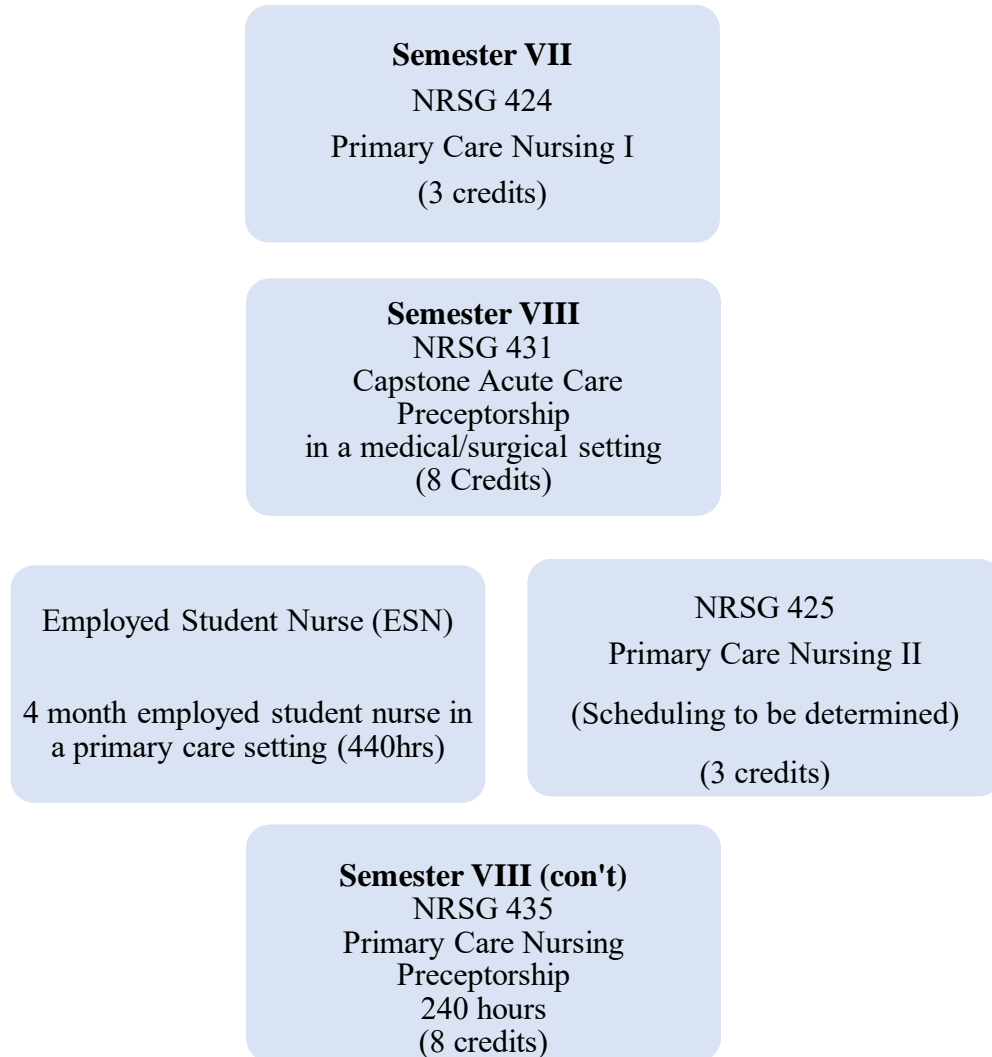 Semester VII
NRSG 424
Primary Care Nursing I
(3 credits)
Semester VIII
NRSG 431
Capstone Acute Care
Preceptorship
in a medical/surgical setting
(8 Credits)
Employed Student Nurse (ESN)
4 month employed student nurse in
a primary care setting (440hrs)
NRSG 425
Primary Care Nursing II
(Scheduling to be determined)
(3 credits)
Semester VIII (con't)
NRSG 435
Primary Care Nursing
Preceptorship
240 hours
(8 credits)